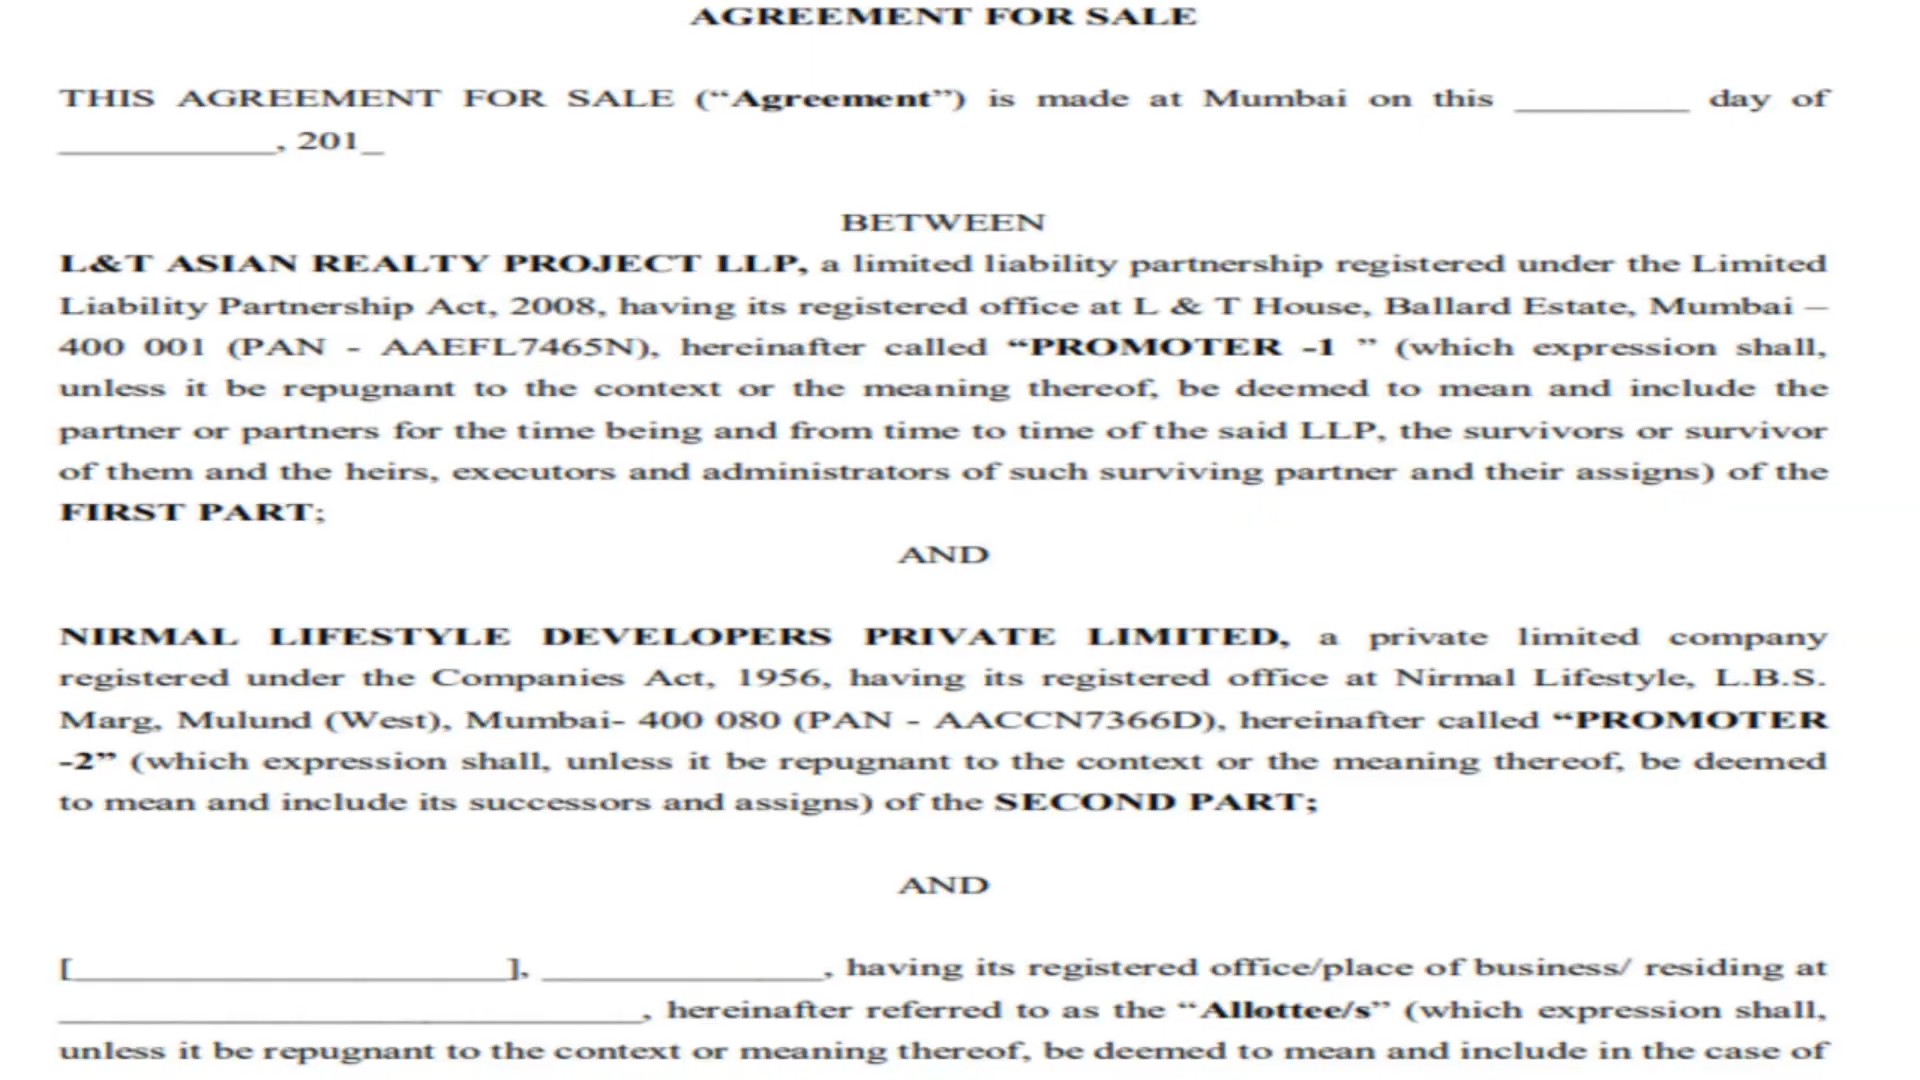 AGREEMENT FOR SALE
THIS AGREEMENT FOR SALE (“Agreement”) is made at Mumbai on this __________ day of
_____________, 201_
BETWEEN
L&T ASIAN REALTY PROJECT LLP, a limited liability partnership registered under the Limited
Liability Partnership Act, 2008, having its registered office at L & T House, Ballard Estate, Mumbai –
400 001 (PAN - AAEFL7465N), hereinafter called “PROMOTER -1 ” (which expression shall,
unless it be repugnant to the context or the meaning thereof, be deemed to mean and include the
partner or partners for the time being and from time to time of the said LLP, the survivors or survivor
of them and the heirs, executors and administrators of such surviving partner and their assigns) of the
FIRST PART;
AND
NIRMAL LIFESTYLE DEVELOPERS PRIVATE LIMITED, a private limited company
registered under the Companies Act, 1956, having its registered office at Nirmal Lifestyle, L.B.S.
Marg, Mulund (West), Mumbai- 400 080 (PAN - AACCN7366D), hereinafter called “PROMOTER
-2” (which expression shall, unless it be repugnant to the context or the meaning thereof, be deemed
to mean and include its successors and assigns) of the SECOND PART;
AND
[__________________________], _________________, having its registered office/place of business/ residing at
___________________________________, hereinafter referred to as the “Allottee/s” (which expression shall,
unless it be repugnant to the context or meaning thereof, be deemed to mean and include in the case of